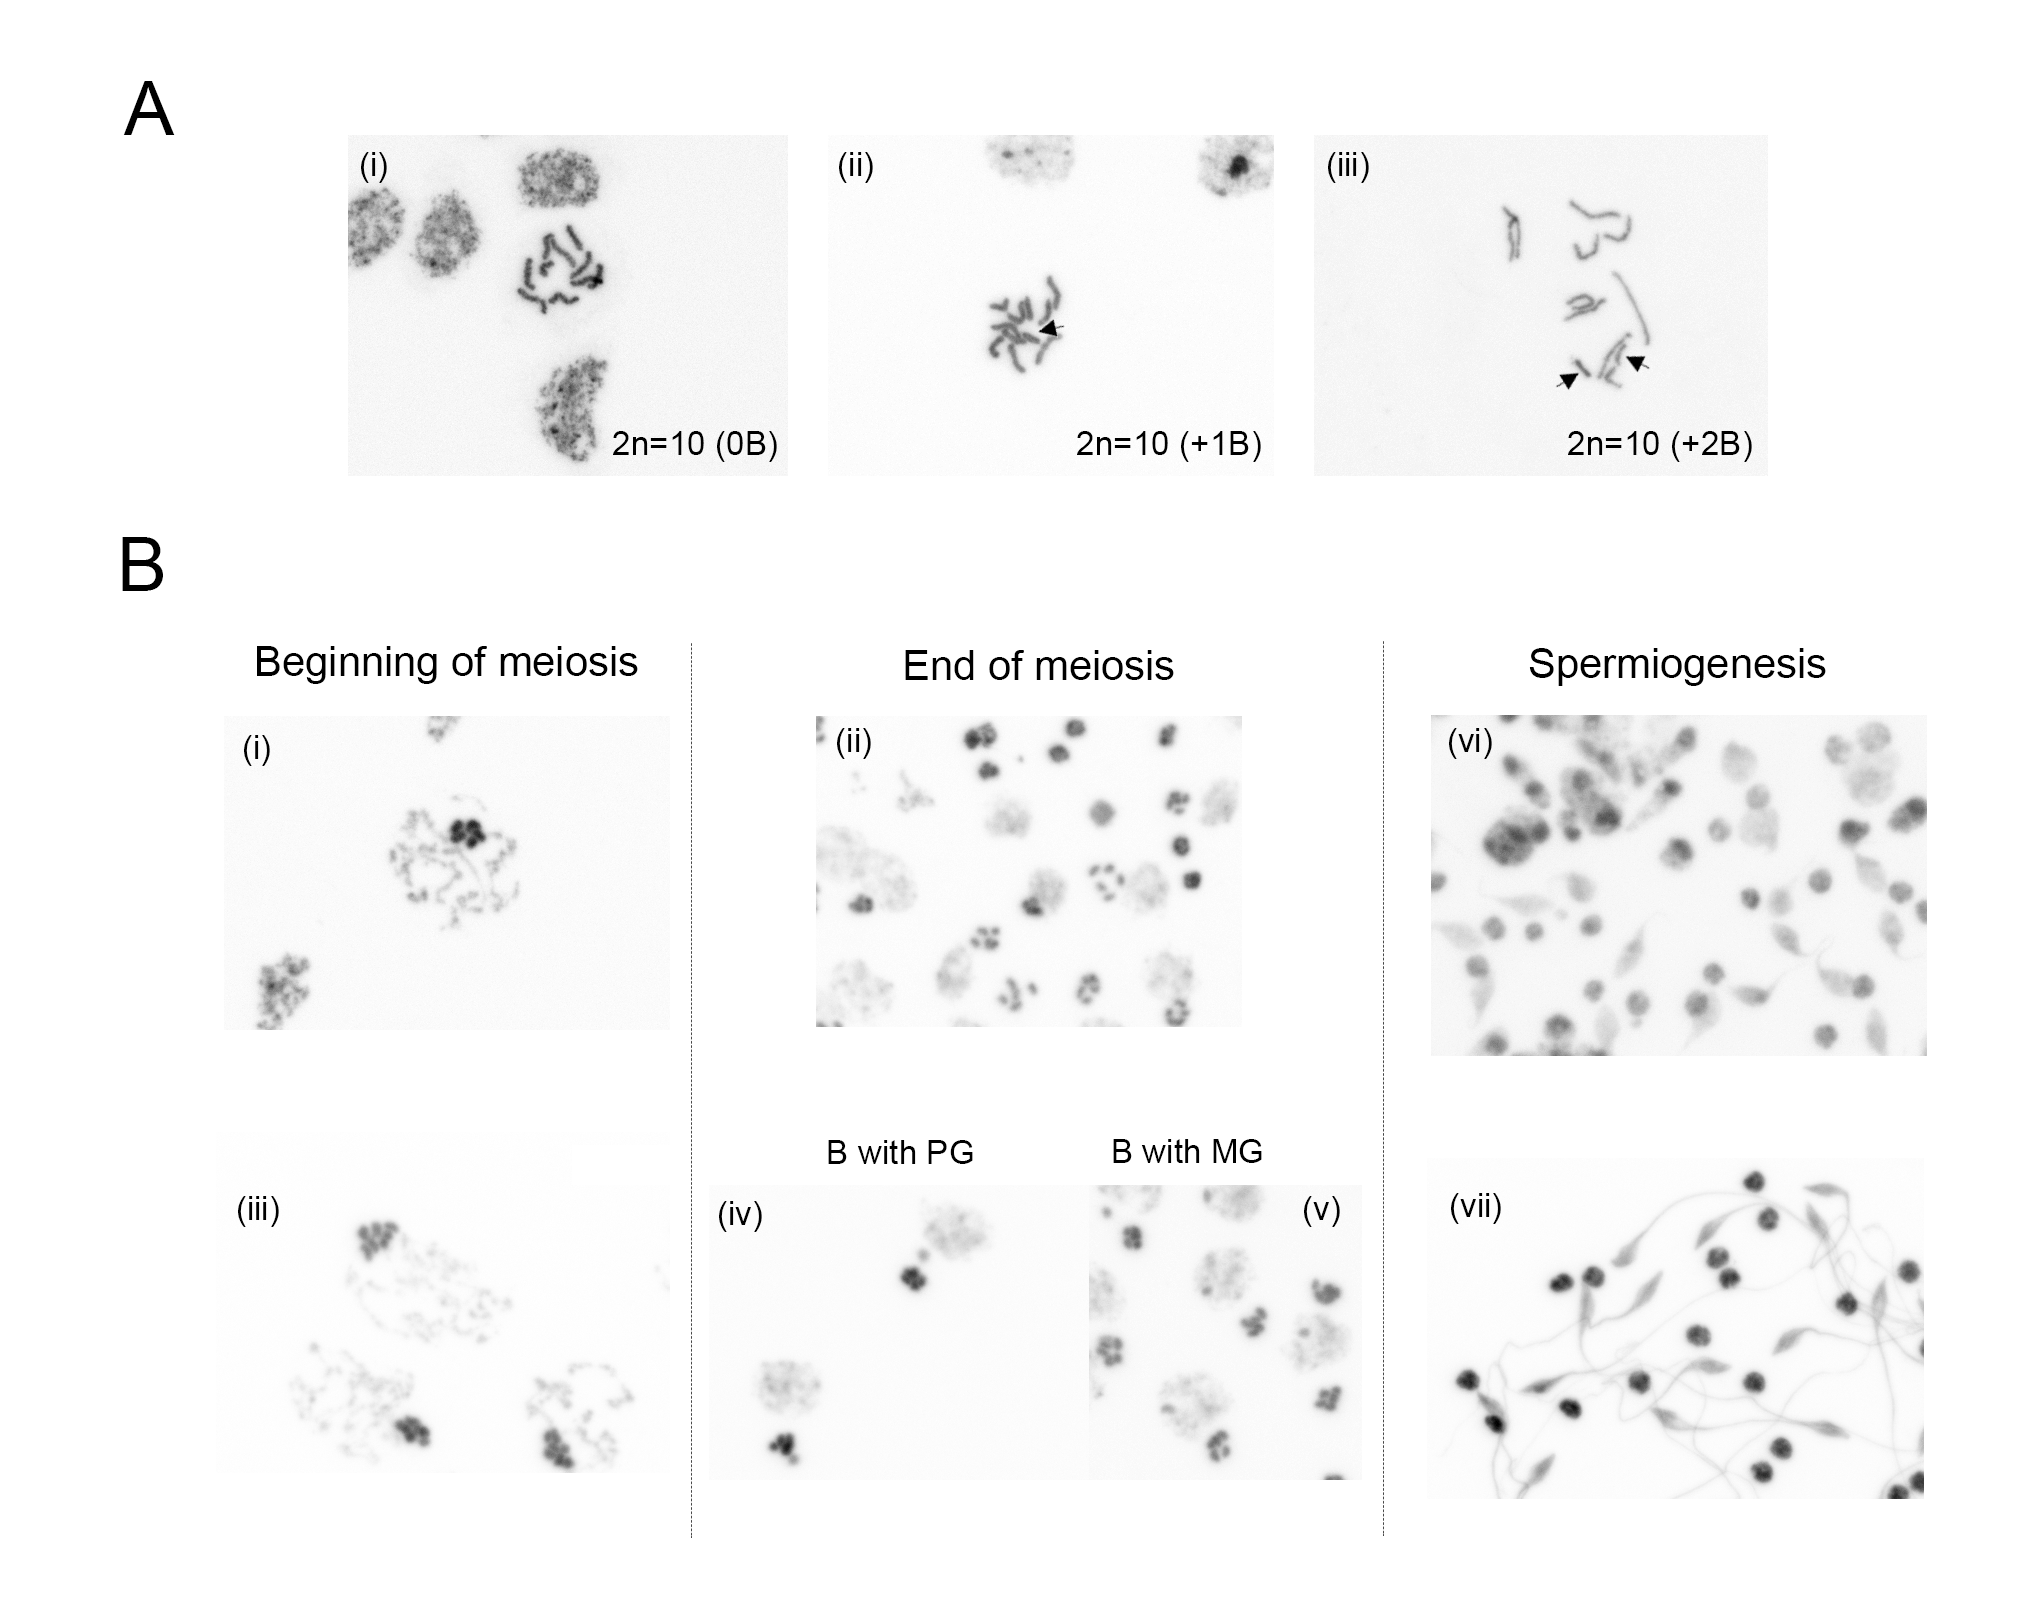 A
(i)
(ii)
(iii)
2n=10 (0B)
2n=10 (+1B)
2n=10 (+2B)
B
Beginning of meiosis
End of meiosis
Spermiogenesis
(i)
(ii)
(vi)
B with PG
B with MG
(iii)
(iv)
(v)
(vii)